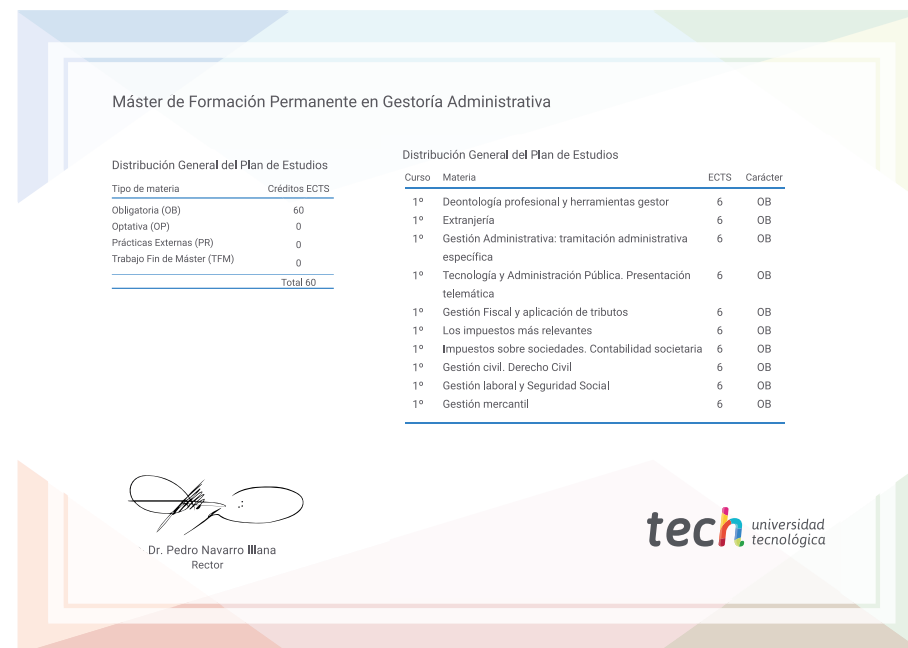 Máster de Formación Permanente en Gestoría Administrativa
Distribución General del Plan de Estudios
Tipo de materia Créditos ECTS
Obligatoria (OB) 60
Optativa (OP) 0
Prácticas Externas (PR) 0
Trabajo Fin de Máster (TFM) 0
Total 60
Distribución General del Plan de Estudios
Curso Materia ECTS Carácter
1º Deontología profesional y herramientas gestor 6 OB
1º Extranjería 6 OB
1º Gestión Administrativa: tramitación administrativa 6 OB
específica
1º Tecnología y Administración Pública. Presentación 6 OB
telemática
1º Gestión Fiscal y aplicación de tributos 6 OB
1º Los impuestos más relevantes 6 OB
1º Impuestos sobre sociedades. Contabilidad societaria 6 OB
1º Gestión civil. Derecho Civil 6 OB
1º Gestión laboral y Seguridad Social 6 OB
1º Gestión mercantil 6 OB
Dr. Pedro Navarro Illana
Rector
tech universidad
tecnológica